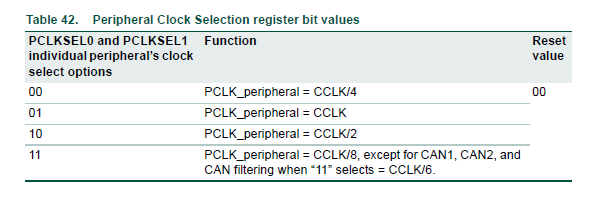 Table 42. Peripheral Clock Selection register bit values
PCLKSEL0 and PCLKSEL1 Function Reset
individual peripheral's clock value
select options
00 PCLK_peripheral = CCLK/4 00
01 PCLK_peripheral = CCLK
10 PCLK_peripheral = CCLK/2
11 PCLK_peripheral = CCLK/8, except for CAN1, CAN2, and
CAN filtering when “11” selects = CCLK/6.